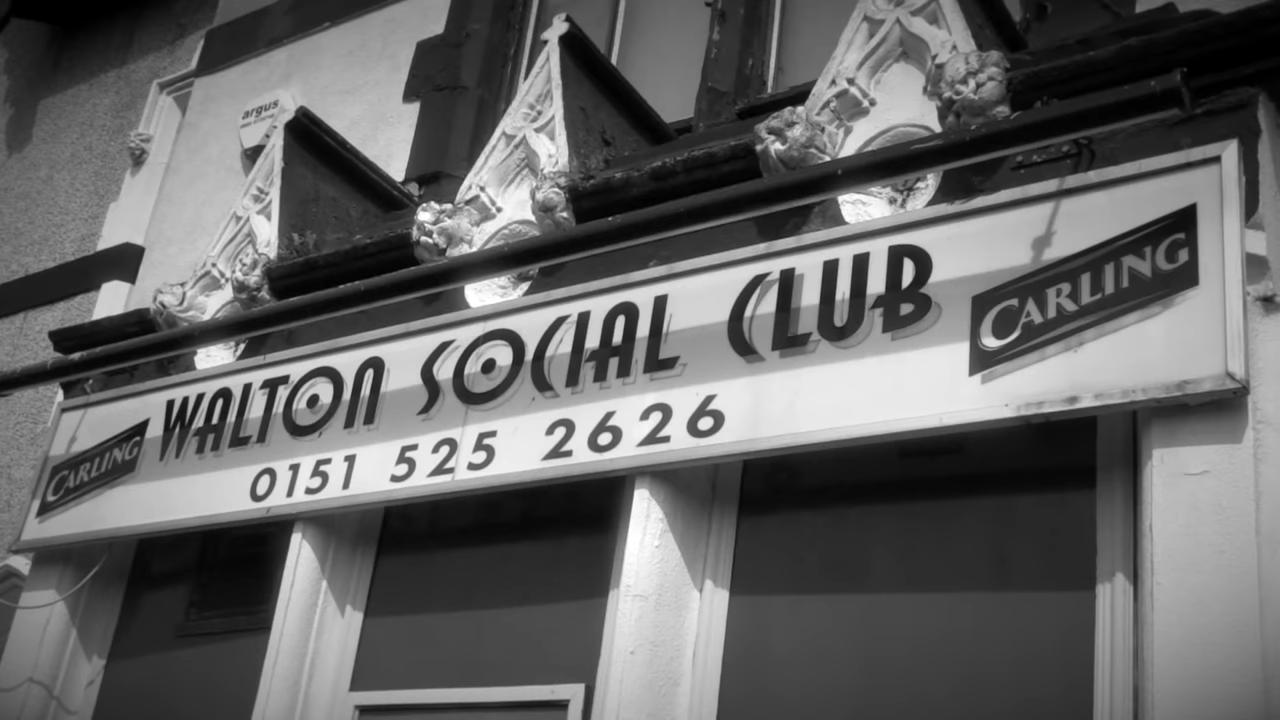 argus
WALTON SOCIAL CLUB
CARLING
CARLING
0151 525 2626